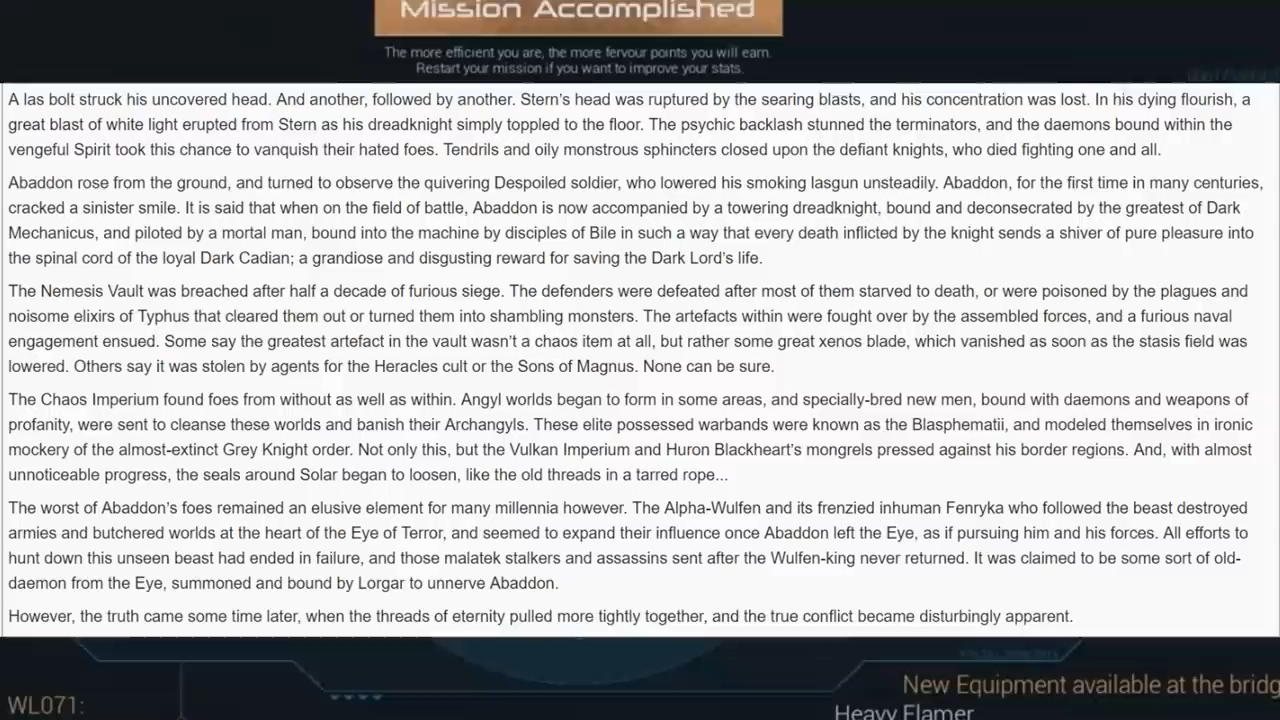 Mission Accomplished
The more efficient you are, the more fervour points you will earn.
Restart your mission if you want to improve your stats.
A las bolt struck his uncovered head. And another, followed by another. Stern's head was ruptured by the searing blasts, and his concentration was lost. In his dying flourish, a
great blast of white light erupted from Stern as his dreadknight simply toppled to the floor. The psychic backlash stunned the terminators, and the daemons bound within the
vengeful Spirit took this chance to vanquish their hated foes. Tendrils and oily monstrous sphincters closed upon the defiant knights, who died fighting one and all.
Abaddon rose from the ground, and turned to observe the quivering Despoiled soldier, who lowered his smoking lasgun unsteadily. Abaddon, for the first time in many centuries,
cracked a sinister smile. It is said that when on the field of battle, Abaddon is now accompanied by a towering dreadknight, bound and deconsecrated by the greatest of Dark
Mechanicus, and piloted by a mortal man, bound into the machine by disciples of Bile in such a way that every death inflicted by the knight sends a shiver of pure pleasure into
the spinal cord of the loyal Dark Cadian; a grandiose and disgusting reward for saving the Dark Lord's life.
The Nemesis Vault was breached after half a decade of furious siege. The defenders were defeated after most of them starved to death, or were poisoned by the plagues and
noisome elixirs of Typhus that cleared them out or turned them into shambling monsters. The artefacts within were fought over by the assembled forces, and a furious naval
engagement ensued. Some say the greatest artefact in the vault wasn't a chaos item at all, but rather some great xenos blade, which vanished as soon as the stasis field was
lowered. Others say it was stolen by agents for the Heracles cult or the Sons of Magnus. None can be sure.
The Chaos Imperium found foes from without as well as within. Angyl worlds began to form in some areas, and specially-bred new men, bound with daemons and weapons of
profanity, were sent to cleanse these worlds and banish their Archangyls. These elite possessed warbands were known as the Blasphematii, and modeled themselves in ironic
mockery of the almost-extinct Grey Knight order. Not only this, but the Vulkan Imperium and Huron Blackheart's mongrels pressed against his border regions. And, with almost
unnoticeable progress, the seals around Solar began to loosen, like the old threads in a tarred rope...
The worst of Abaddon's foes remained an elusive element for many millennia however. The Alpha-Wulfen and its frenzied inhuman Fenryka who followed the beast destroyed
armies and butchered worlds at the heart of the Eye of Terror, and seemed to expand their influence once Abaddon left the Eye, as if pursuing him and his forces. All efforts to
hunt down this unseen beast had ended in failure, and those malatek stalkers and assassins sent after the Wulfen-king never returned. It was claimed to be some sort of old-
daemon from the Eye, summoned and bound by Lorgar to unnerve Abaddon.
However, the truth came some time later, when the threads of eternity pulled more tightly together, and the true conflict became disturbingly apparent.
New Equipment available at the bridg
WL071:
Heavy Flamer